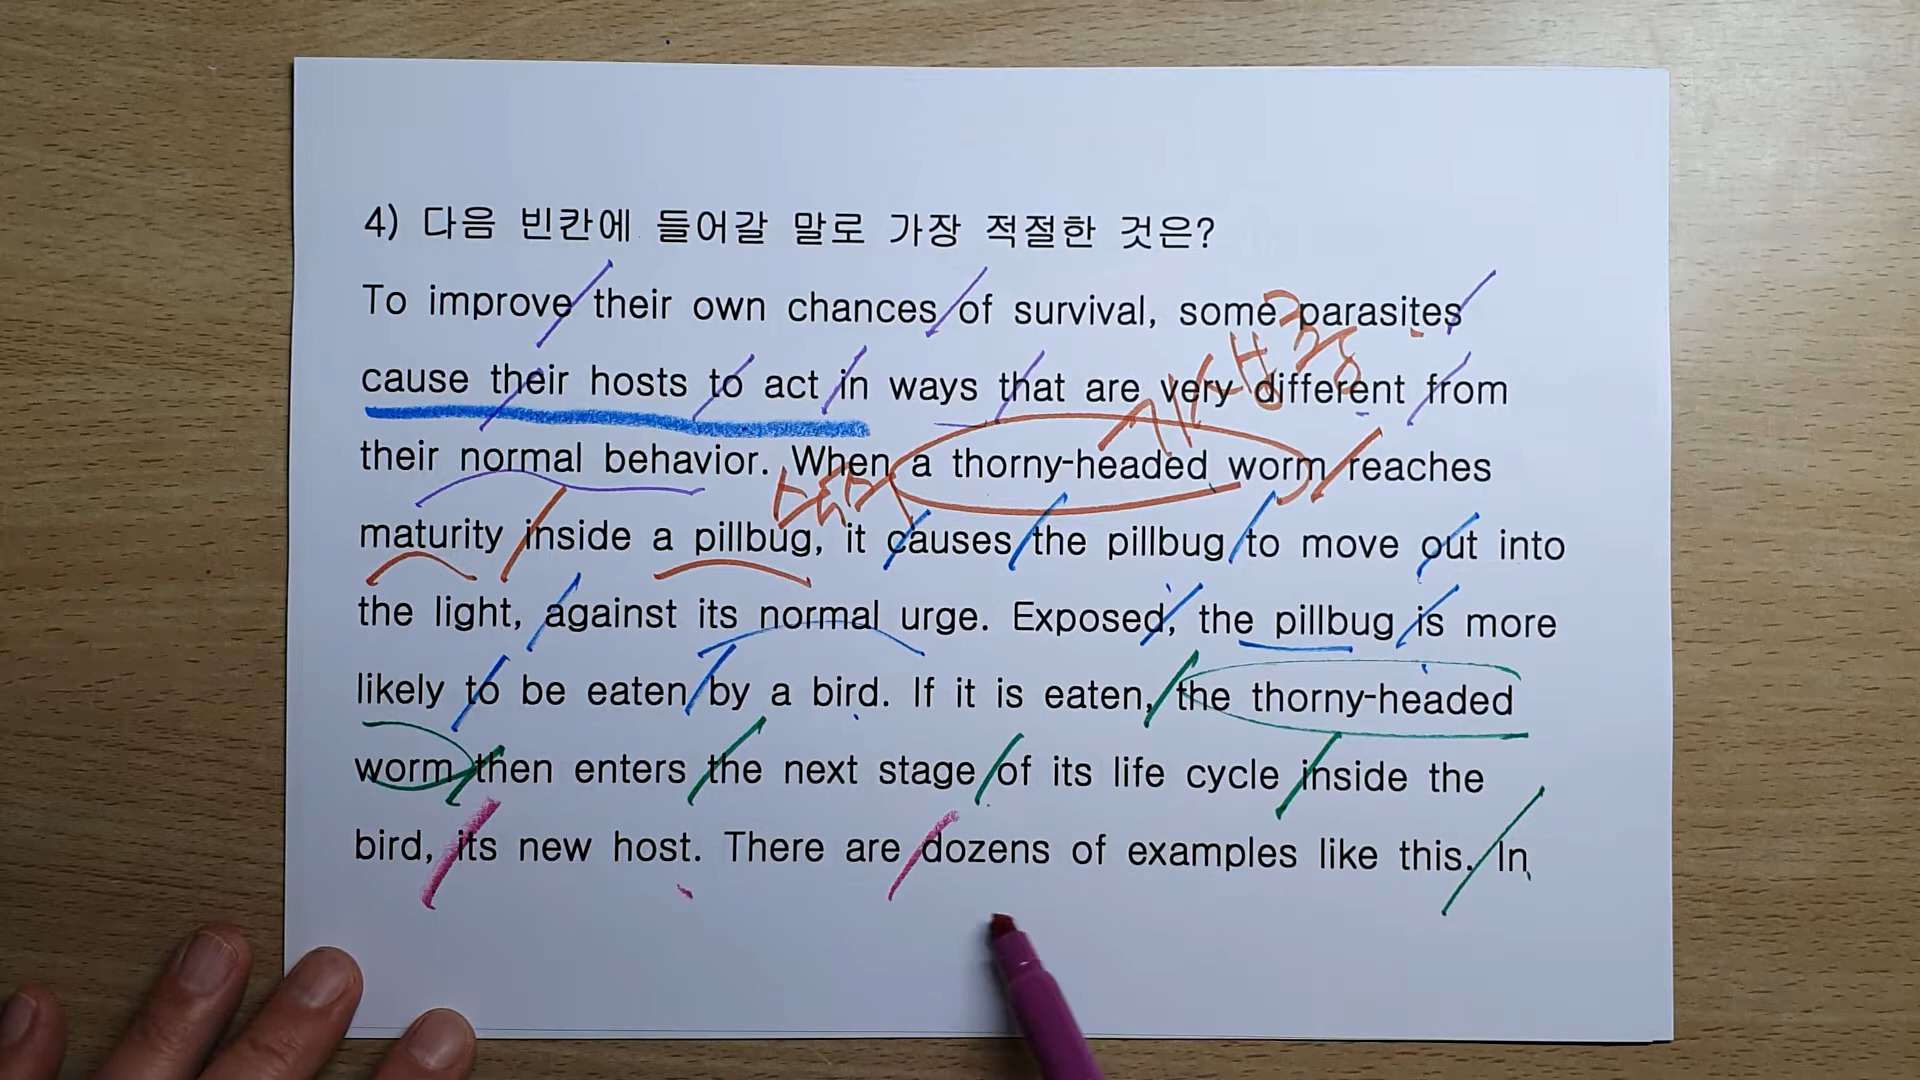 4) 다음 빈칸에 들어갈 말로 가장 적절한 것은?
To improve their own chances of survival, some parasites
cause their hosts to act in ways that are very different from
their normal behavior. When a thorny-headed worm reaches
maturity inside a pillbug, it causes the pillbug to move out into
the light, against its normal urge. Exposed, the pillbug is more
likely to be eaten by a bird. If it is eaten, the thorny-headed
worm then enters the next stage of its life cycle inside the
bird, its new host. There are dozens of examples like this. In